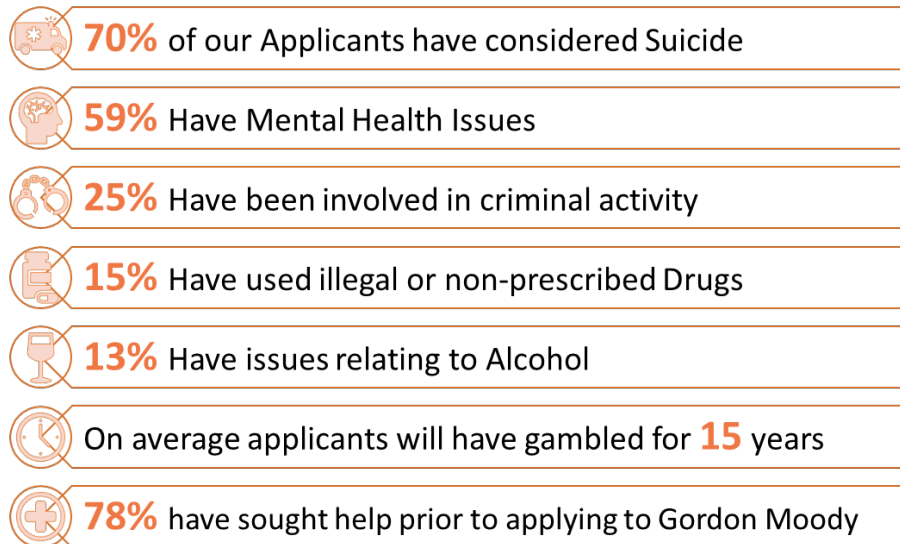 70% of our Applicants have considered Suicide
59% Have Mental Health Issues
25% Have been involved in criminal activity
15% Have used illegal or non-prescribed Drugs
13% Have issues relating to Alcohol
On average applicants will have gambled for 15 years
78% have sought help prior to applying to Gordon Moody